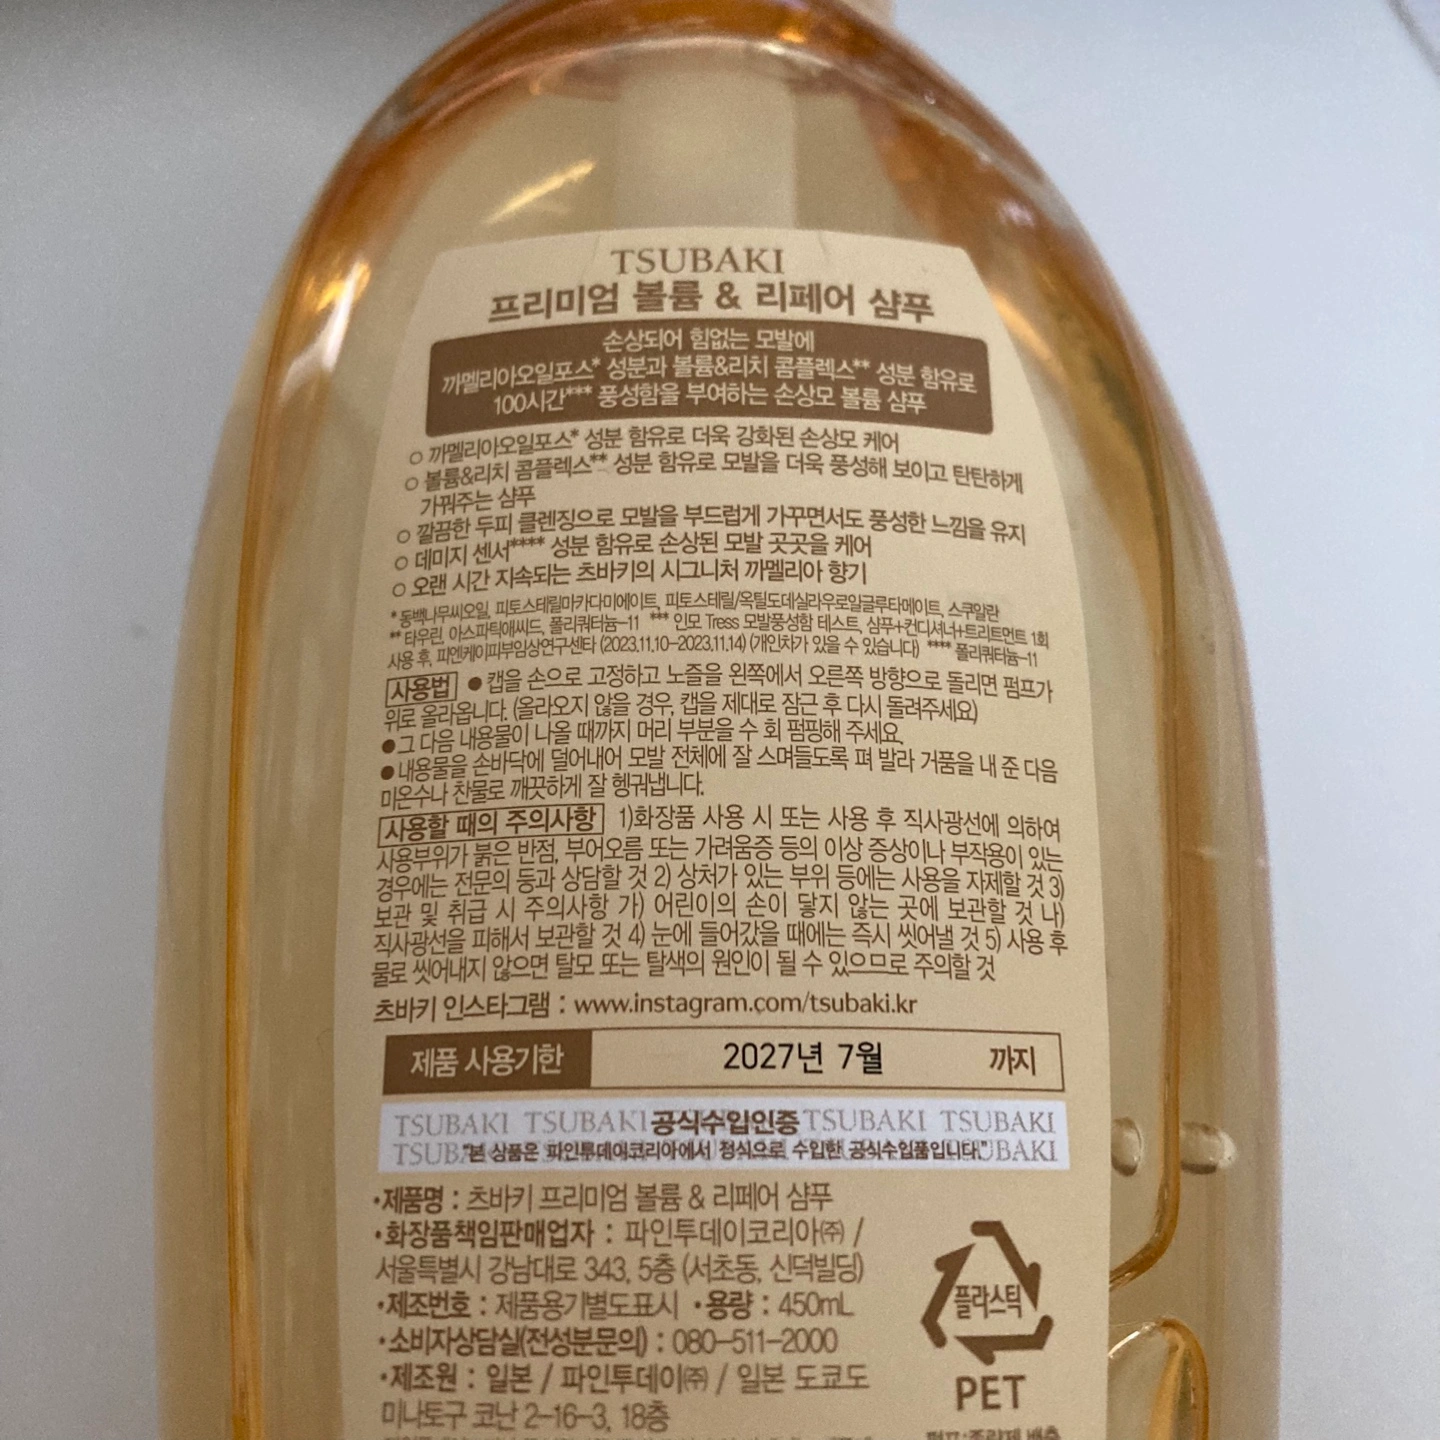 TSUBAKI
프리미엄 볼륨 & 리페어 샴푸
손상되어 힘없는 모발에
까멜리아오일포스* 성분과 볼륨&리치 콤플렉스** 성분 함유로
100시간*** 풍성함을 부여하는 손상모 볼륨 샴푸
○ 까멜리아오일포스* 성분 함유로 더욱 강화된 손상모 케어
○ 볼륨&리치 콤플렉스** 성분 함유로 모발을 더욱 풍성해 보이고 탄탄하게
가꿔주는 샴푸
○ 깔끔한 두피 클렌징으로 모발을 부드럽게 가꾸면서도 풍성한 느낌을 유지
○ 데미지 센서**** 성분 함유로 손상된 모발 곳곳을 케어
○ 오랜 시간 지속되는 츠바키의 시그니처 까멜리아 향기
* 동백나무씨오일, 피토스테릴마카다미에이트, 피토스테릴/옥틸도데실라우로일글루타메이트, 스쿠알란
** 타우린, 아스파틱애씨드, 폴리쿼터늄-11 *** 인모 Tress 모발풍성함 테스트, 샴푸+컨디셔너+트리트먼트 1회
사용 후, 피엔케이피부임상연구센타 (2023.11.10-2023.11.14) (개인차가 있을 수 있습니다) **** 폴리쿼터늄-11
사용법 ●캡을 손으로 고정하고 노즐을 왼쪽에서 오른쪽 방향으로 돌리면 펌프가
위로 올라옵니다. (올라오지 않을 경우, 캡을 제대로 잠근 후 다시 돌려주세요)
●그 다음 내용물이 나올 때까지 머리 부분을 수 회 펌핑해 주세요.
●내용물을 손바닥에 덜어내어 모발 전체에 잘 스며들도록 펴 발라 거품을 내 준 다음
미온수나 찬물로 깨끗하게 잘 헹궈냅니다.
사용할 때의 주의사항 1)화장품 사용 시 또는 사용 후 직사광선에 의하여
사용부위가 붉은 반점, 부어오름 또는 가려움증 등의 이상 증상이나 부작용이 있는
경우에는 전문의 등과 상담할 것 2) 상처가 있는 부위 등에는 사용을 자제할 것 3)
보관 및 취급 시 주의사항 가) 어린이의 손이 닿지 않는 곳에 보관할 것 나)
직사광선을 피해서 보관할 것 4) 눈에 들어갔을 때에는 즉시 씻어낼 것 5) 사용 후
물로 씻어내지 않으면 탈모 또는 탈색의 원인이 될 수 있으므로 주의할 것
츠바키 인스타그램 : www.instagram.com/tsubaki.kr
제품 사용기한 2027년 7월 까지
TSUBAKI TSUBAKI 공식수입인증 TSUBAKI TSUBAKI
TSUBAKI "본 상품은 파인투데이코리아에서 정식으로 수입한 공식수입품입니다." TSUBAKI
·제품명 : 츠바키 프리미엄 볼륨 & 리페어 샴푸
·화장품책임판매업자 : 파인투데이코리아㈜ /
서울특별시 강남대로 343, 5층 (서초동, 신덕빌딩)
·제조번호 : 제품용기별도표시 ·용량 : 450mL
·소비자상담실(전성분문의) : 080-511-2000
·제조원 : 일본 / 파인투데이㈜ / 일본 도쿄도
미나토구 코난 2-16-3, 18층
플라스틱
PET